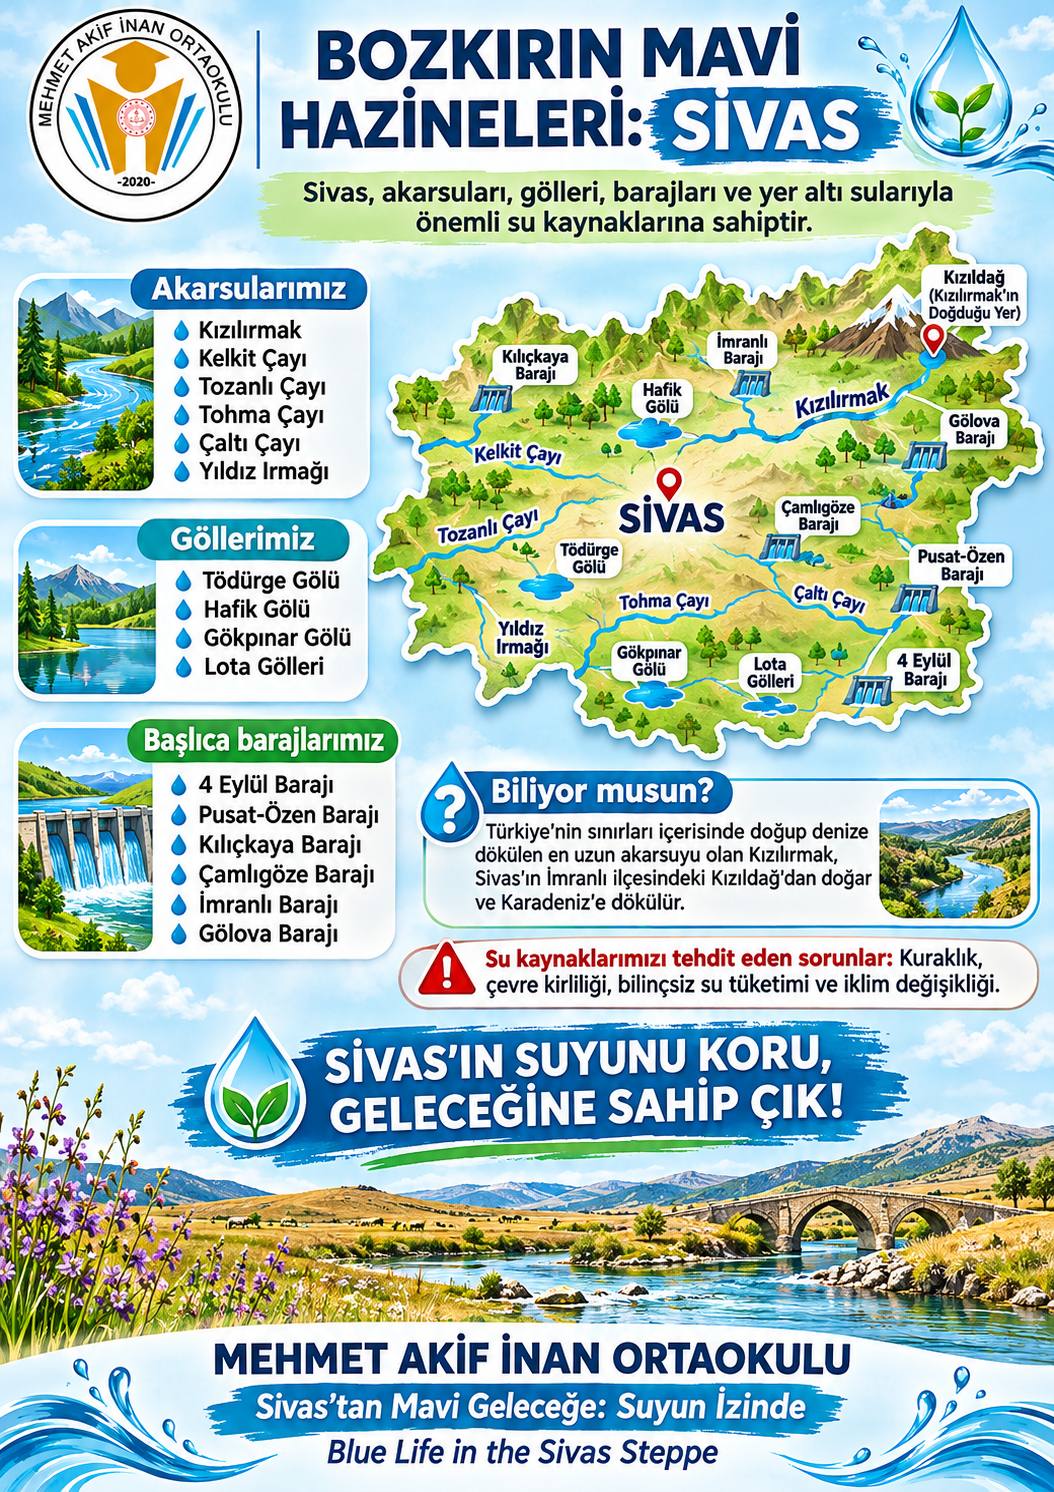 MEHMET AKİF İNAN ORTAOKULU
-2020-
BOZKIRIN MAVİ
HAZİNELERİ: SİVAS
Sivas, akarsuları, gölleri, barajları ve yer altı sularıyla
önemli su kaynaklarına sahiptir.
Akarsularımız
Kızılırmak
Kelkit Çayı
Tozanlı Çayı
Tohma Çayı
Çaltı Çayı
Yıldız Irmağı
Göllerimiz
Tödürge Gölü
Hafik Gölü
Gökpınar Gölü
Lota Gölleri
Başlıca barajlarımız
4 Eylül Barajı
Pusat-Özen Barajı
Kılıçkaya Barajı
Çamlıgöze Barajı
İmranlı Barajı
Gölova Barajı
Kızıldağ
(Kızılırmak'ın
Doğduğu Yer)
Kılıçkaya
Barajı
İmranlı
Barajı
Hafik
Gölü
Kızılırmak
Gölova
Barajı
Kelkit Çayı
SİVAS
Çamlıgöze
Barajı
Tozanlı Çayı
Tödürge
Gölü
Pusat-Özen
Barajı
Tohma Çayı
Çaltı Çayı
Yıldız
Irmağı
Gökpınar
Gölü
Lota
Gölleri
4 Eylül
Barajı
?
Biliyor musun?
Türkiye'nin sınırları içerisinde doğup denize
dökülen en uzun akarsuyu olan Kızılırmak,
Sivas'ın İmranlı ilçesindeki Kızıldağ'dan doğar
ve Karadeniz'e dökülür.
!
Su kaynaklarımızı tehdit eden sorunlar: Kuraklık,
çevre kirliliği, bilinçsiz su tüketimi ve iklim değişikliği.
SİVAS'IN SUYUNU KORU,
GELECEĞİNE SAHİP ÇIK!
MEHMET AKİF İNAN ORTAOKULU
Sivas'tan Mavi Geleceğe: Suyun İzinde
Blue Life in the Sivas Steppe